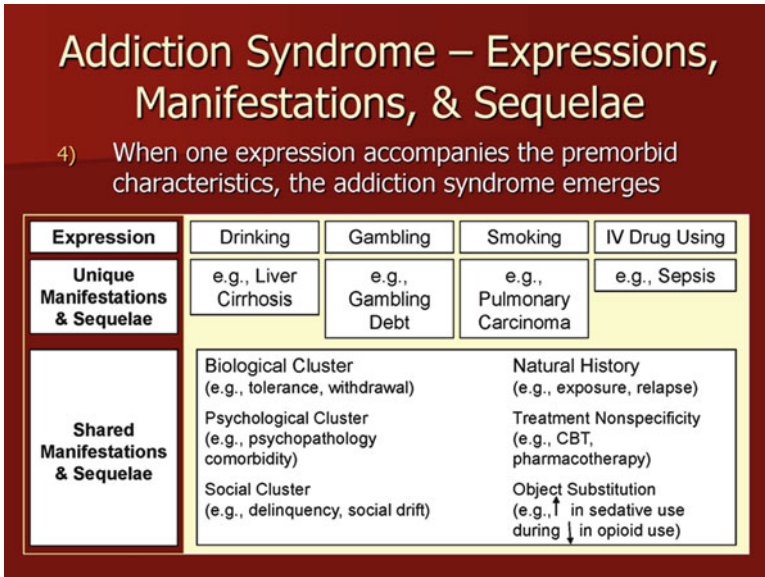 Addiction Syndrome – Expressions,
Manifestations, & Sequelae
4) When one expression accompanies the premorbid
characteristics, the addiction syndrome emerges
Expression
Drinking
Gambling
Smoking
IV Drug Using
Unique
Manifestations
& Sequelae
e.g., Liver
Cirrhosis
e.g.,
Gambling
Debt
e.g.,
Pulmonary
Carcinoma
e.g., Sepsis
Shared
Manifestations
& Sequelae
Biological Cluster
(e.g., tolerance, withdrawal)
Psychological Cluster
(e.g., psychopathology
comorbidity)
Social Cluster
(e.g., delinquency, social drift)
Natural History
(e.g., exposure, relapse)
Treatment Nonspecificity
(e.g., CBT,
pharmacotherapy)
Object Substitution
(e.g.,↑ in sedative use
during ↓ in opioid use)